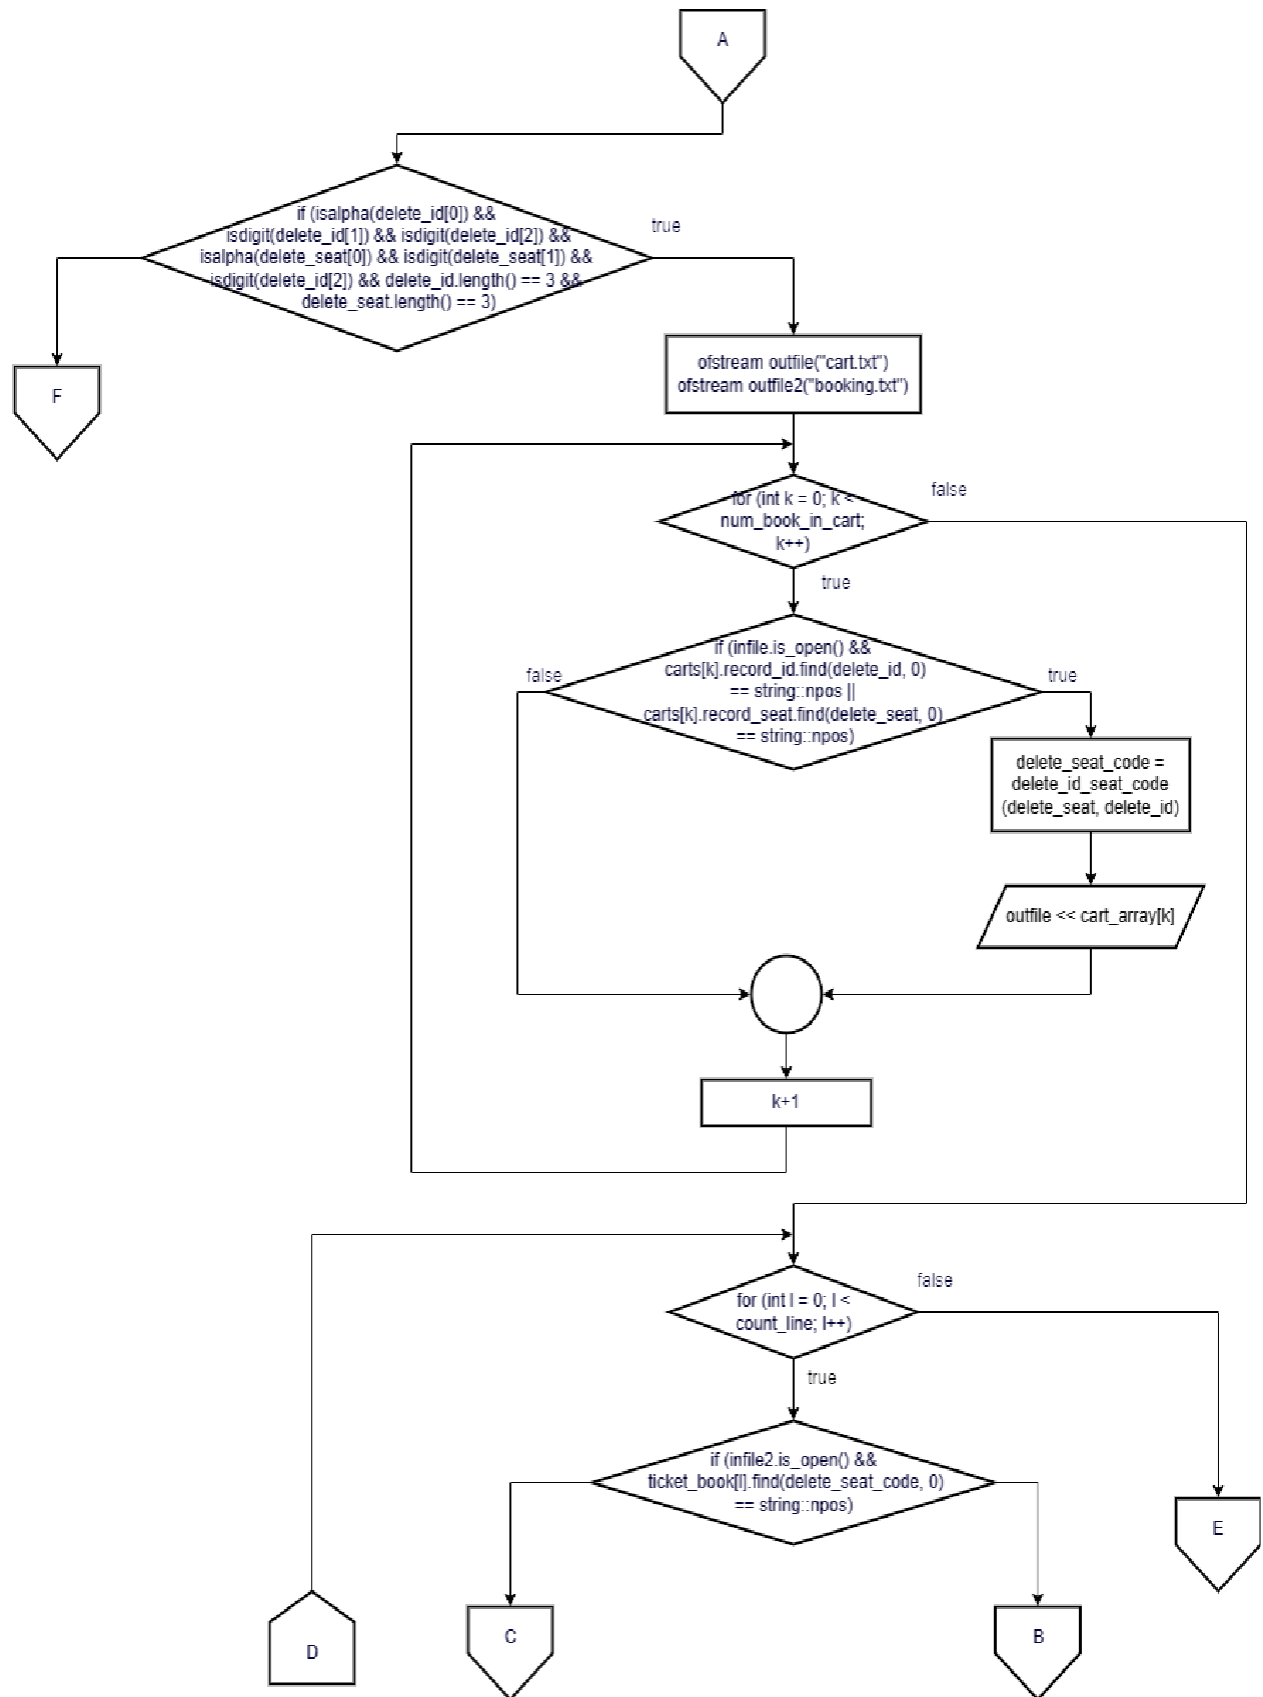 A
if (isalpha(delete_id[0]) &&
isdigit(delete_id[1]) && isdigit(delete_id[2]) &&
isalpha(delete_seat[0]) && isdigit(delete_seat[1]) &&
isdigit(delete_id[2]) && delete_id.length() == 3 &&
delete_seat.length() == 3)
true
F
ofstream outfile("cart.txt")
ofstream outfile2("booking.txt")
for (int k = 0; k <
num_book_in_cart;
k++)
false
true
if (infile.is_open() &&
carts[k].record_id.find(delete_id, 0)
== string::npos ||
carts[k].record_seat.find(delete_seat, 0)
== string::npos)
false
true
delete_seat_code =
delete_id_seat_code
(delete_seat, delete_id)
outfile << cart_array[k]
k+1
for (int l = 0; l <
count_line; l++)
false
true
if (infile2.is_open() &&
ticket_book[l].find(delete_seat_code, 0)
== string::npos)
E
D
C
B